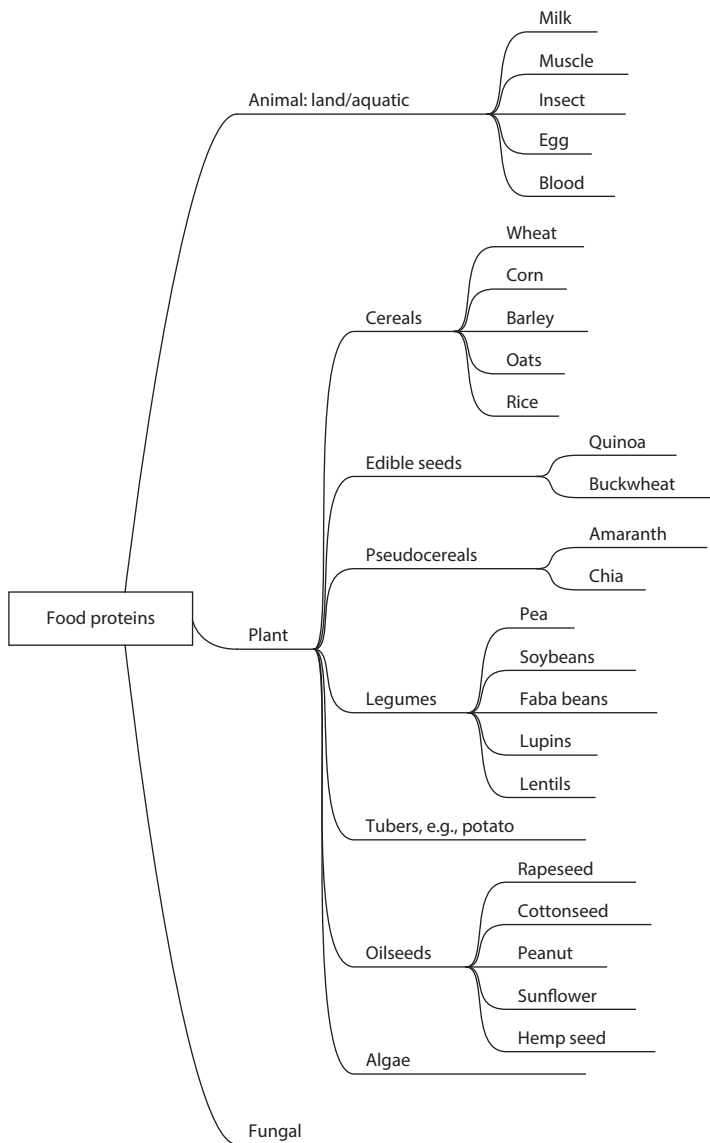 Food proteins
Animal: land/aquatic
Milk
Muscle
Insect
Egg
Blood
Plant
Cereals
Wheat
Corn
Barley
Oats
Rice
Edible seeds
Quinoa
Buckwheat
Pseudocereals
Amaranth
Chia
Legumes
Pea
Soybeans
Faba beans
Lupins
Lentils
Tubers, e.g., potato
Oilseeds
Rapeseed
Cottonseed
Peanut
Sunflower
Hemp seed
Algae
Fungal